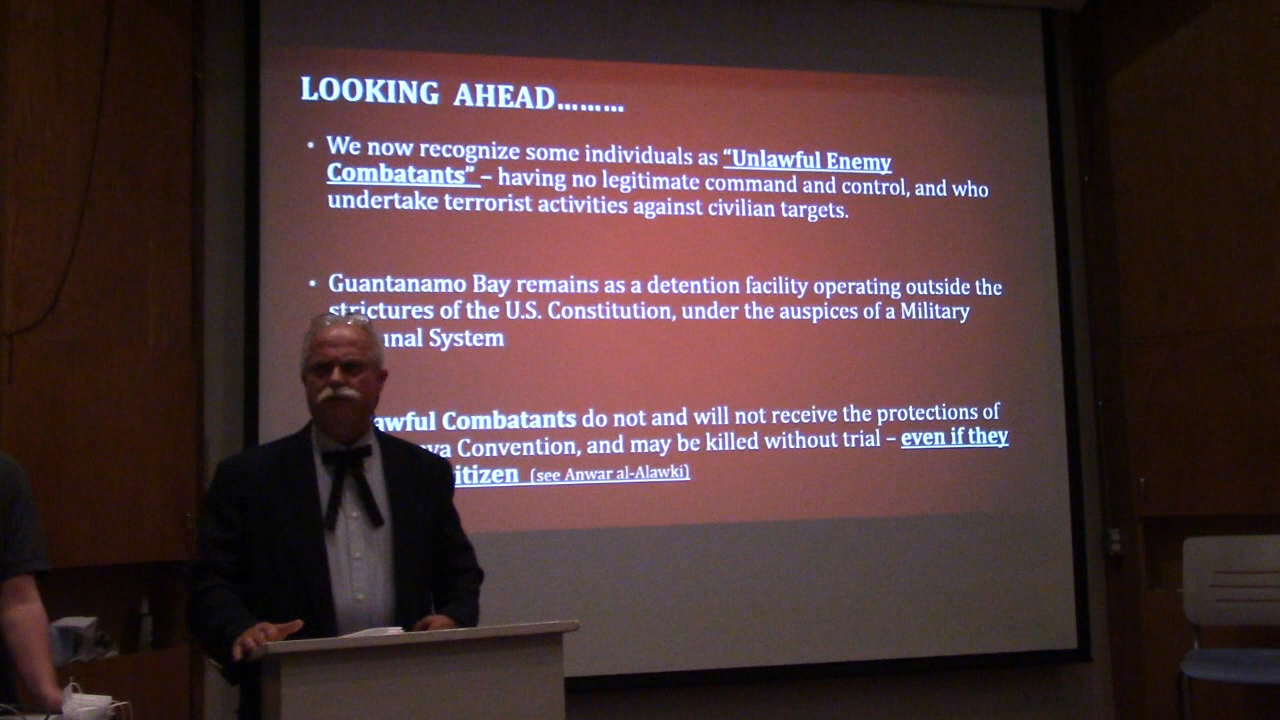 LOOKING AHEAD………
• We now recognize some individuals as “Unlawful Enemy
Combatants” – having no legitimate command and control, and who
undertake terrorist activities against civilian targets.
• Guantanamo Bay remains as a detention facility operating outside the
strictures of the U.S. Constitution, under the auspices of a Military
unal System
awful Combatants do not and will not receive the protections of
va Convention, and may be killed without trial – even if they
itizen (see Anwar al-Alawki)